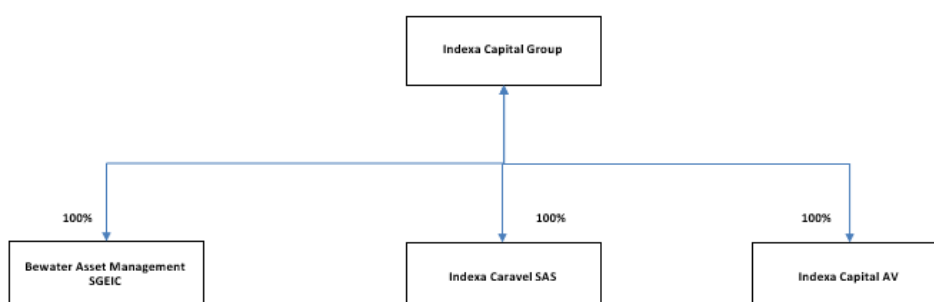 Indexa Capital Group
100%
100%
100%
Bewater Asset Management
SGEIC
Indexa Caravel SAS
Indexa Capital AV